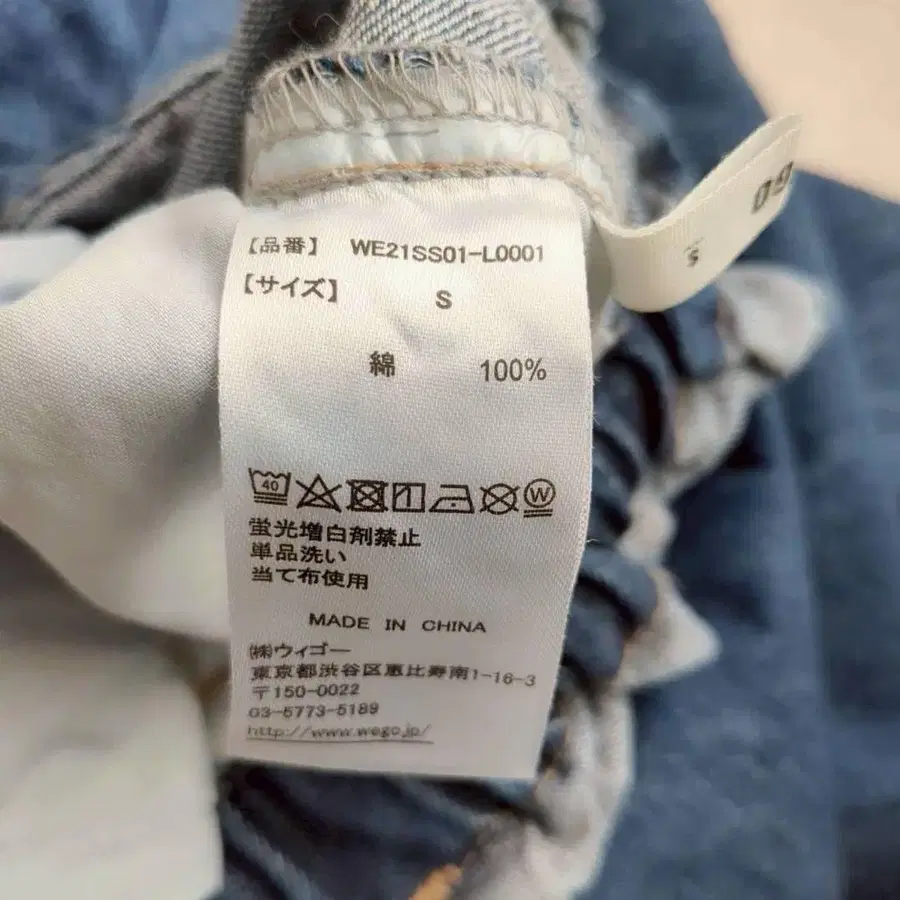 【品番】 WE21SS01-L0001
【サイズ】 S
綿 100%
40
W
蛍光増白剤禁止
単品洗い
当て布使用
MADE IN CHINA
㈱ウィゴー
東京都渋谷区恵比寿南1-16-3
〒150-0022
03-5773-5189
http://www.wego.jp/
S